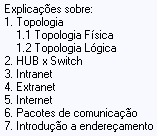 Explicações sobre:
1. Topologia
1.1 Topologia Física
1.2 Topologia Lógica
2. HUB x Switch
3. Intranet
4. Extranet
5. Internet
6. Pacotes de comunicação
7. Introdução a endereçamento